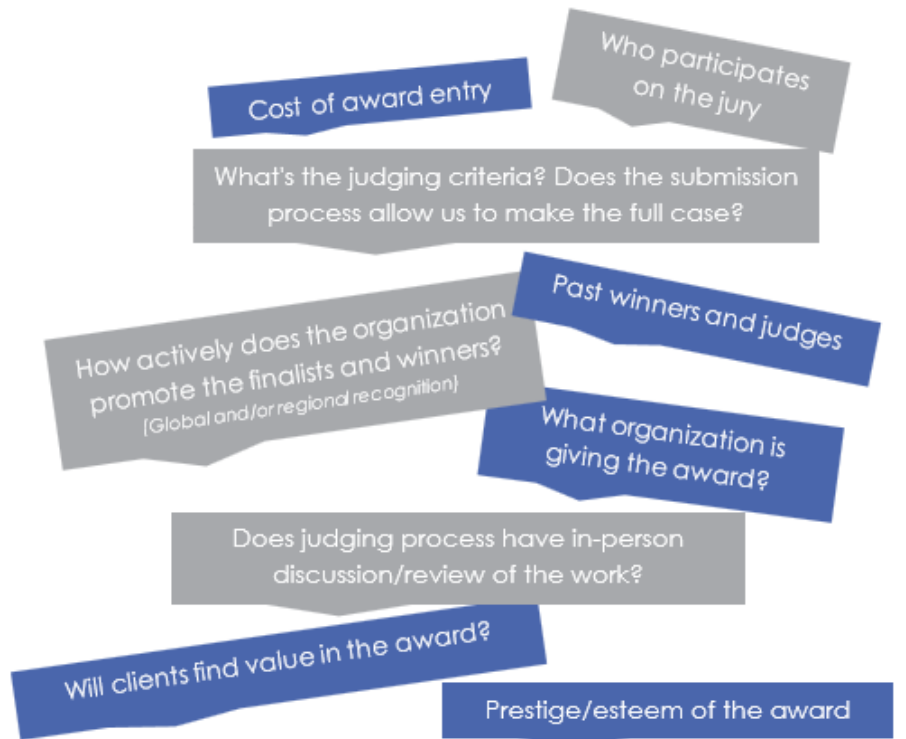 Cost of award entry
Who participates
on the jury
What's the judging criteria? Does the submission
process allow us to make the full case?
Past winners and judges
How actively does the organization
promote the finalists and winners?
(Global and/or regional recognition)
What organization is
giving the award?
Does judging process have in-person
discussion/review of the work?
Will clients find value in the award?
Prestige/esteem of the award